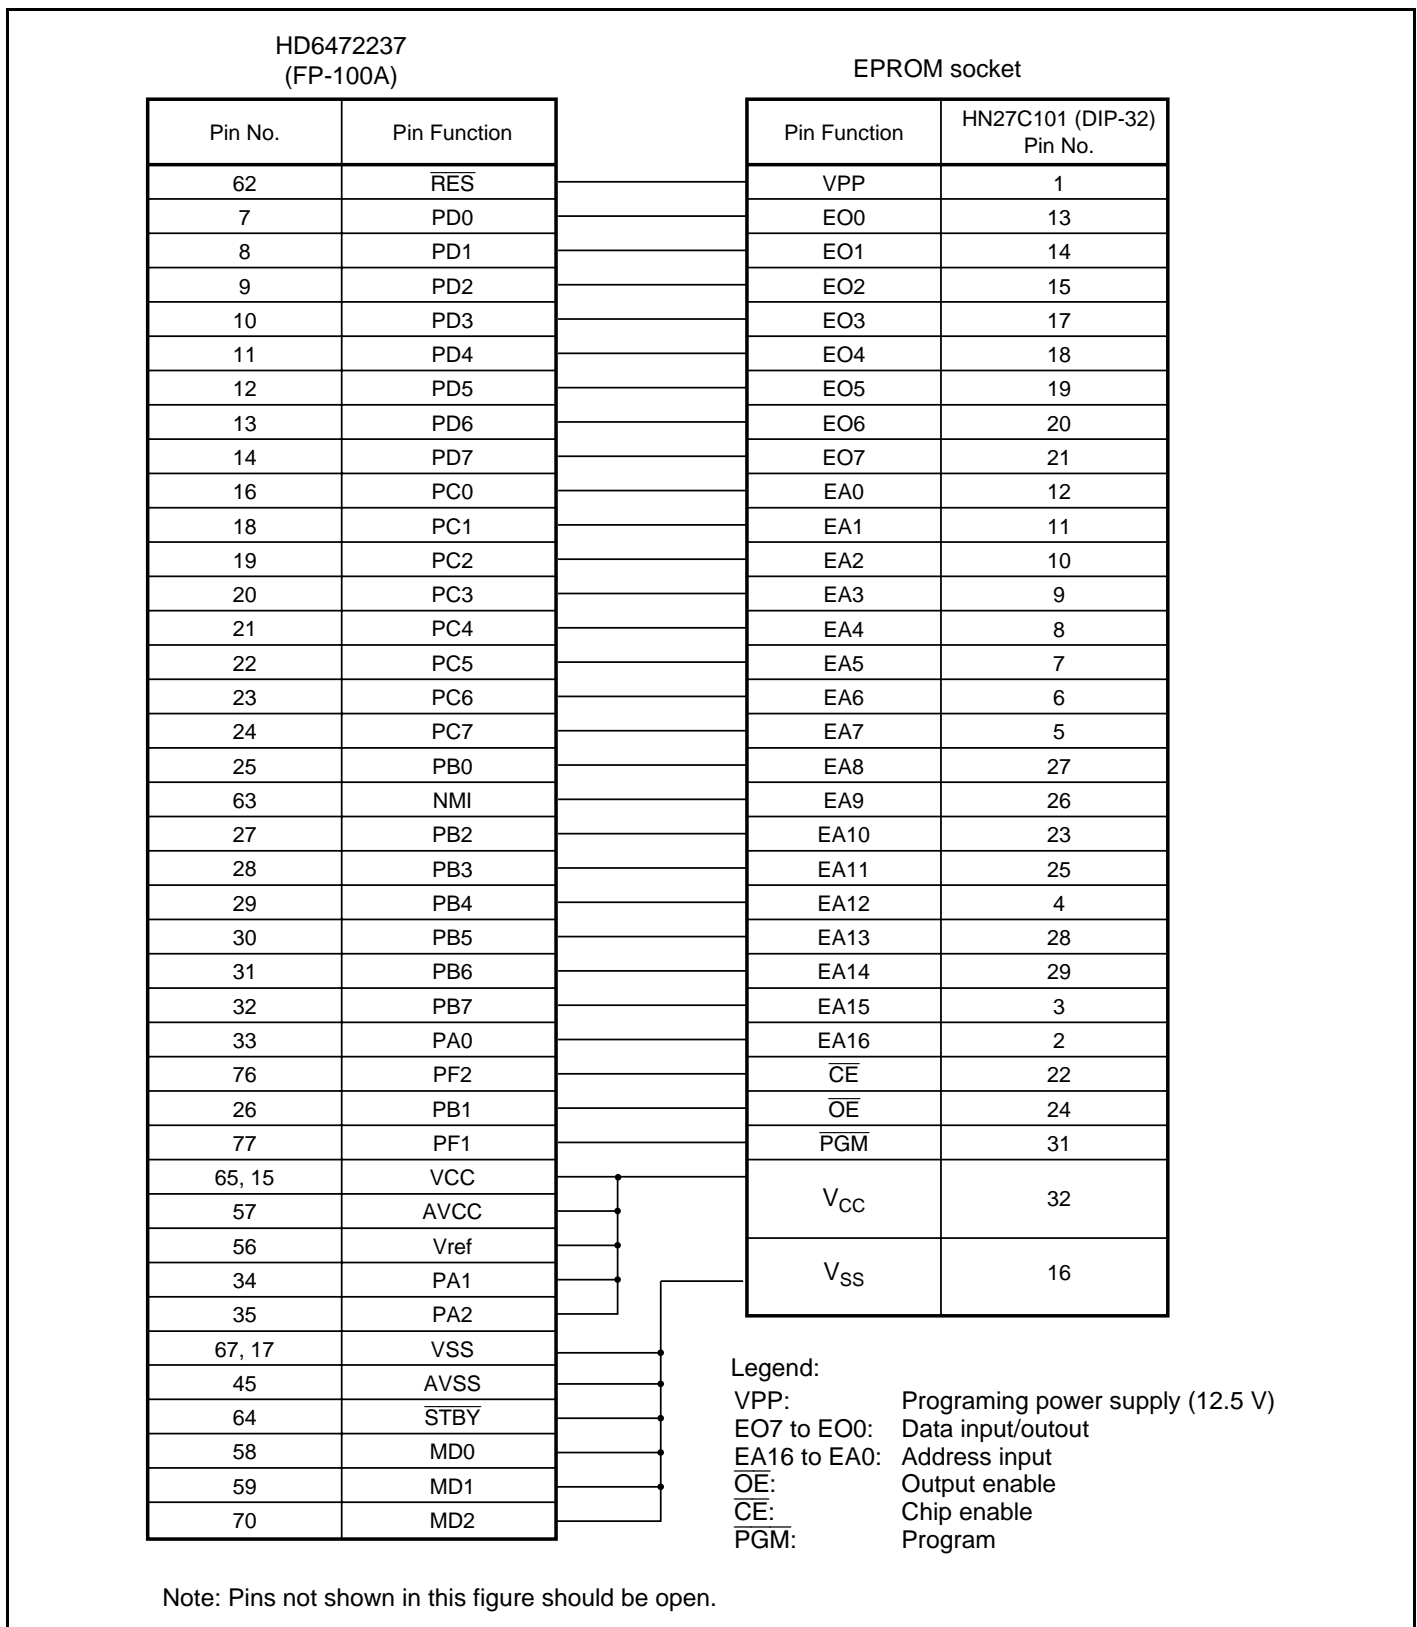 HD6472237
(FP-100A)
EPROM socket
Pin No. Pin Function Pin Function HN27C101 (DIP-32) Pin No.
62 RES VPP 1
7 PD0 EO0 13
8 PD1 EO1 14
9 PD2 EO2 15
10 PD3 EO3 17
11 PD4 EO4 18
12 PD5 EO5 19
13 PD6 EO6 20
14 PD7 EO7 21
16 PC0 EA0 12
18 PC1 EA1 11
19 PC2 EA2 10
20 PC3 EA3 9
21 PC4 EA4 8
22 PC5 EA5 7
23 PC6 EA6 6
24 PC7 EA7 5
25 PB0 EA8 27
63 NMI EA9 26
27 PB2 EA10 23
28 PB3 EA11 25
29 PB4 EA12 4
30 PB5 EA13 28
31 PB6 EA14 29
32 PB7 EA15 3
33 PA0 EA16 2
76 PF2 CE 22
26 PB1 OE 24
77 PF1 PGM 31
65, 15 VCC VCC 32
57 AVCC
56 Vref
34 PA1 VSS 16
35 PA2
67, 17 VSS
45 AVSS
64 STBY
58 MD0
59 MD1
70 MD2
Legend:
VPP: Programing power supply (12.5 V)
EO7 to EO0: Data input/outout
EA16 to EA0: Address input
OE: Output enable
CE: Chip enable
PGM: Program
Note: Pins not shown in this figure should be open.